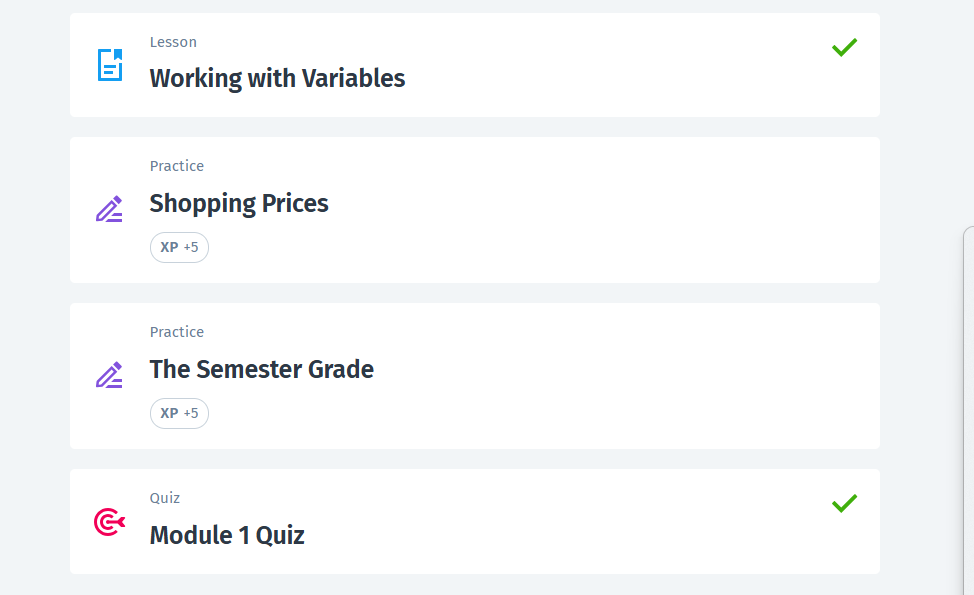 Lesson
Working with Variables
Practice
Shopping Prices
XP +5
Practice
The Semester Grade
XP +5
Quiz
Module 1 Quiz